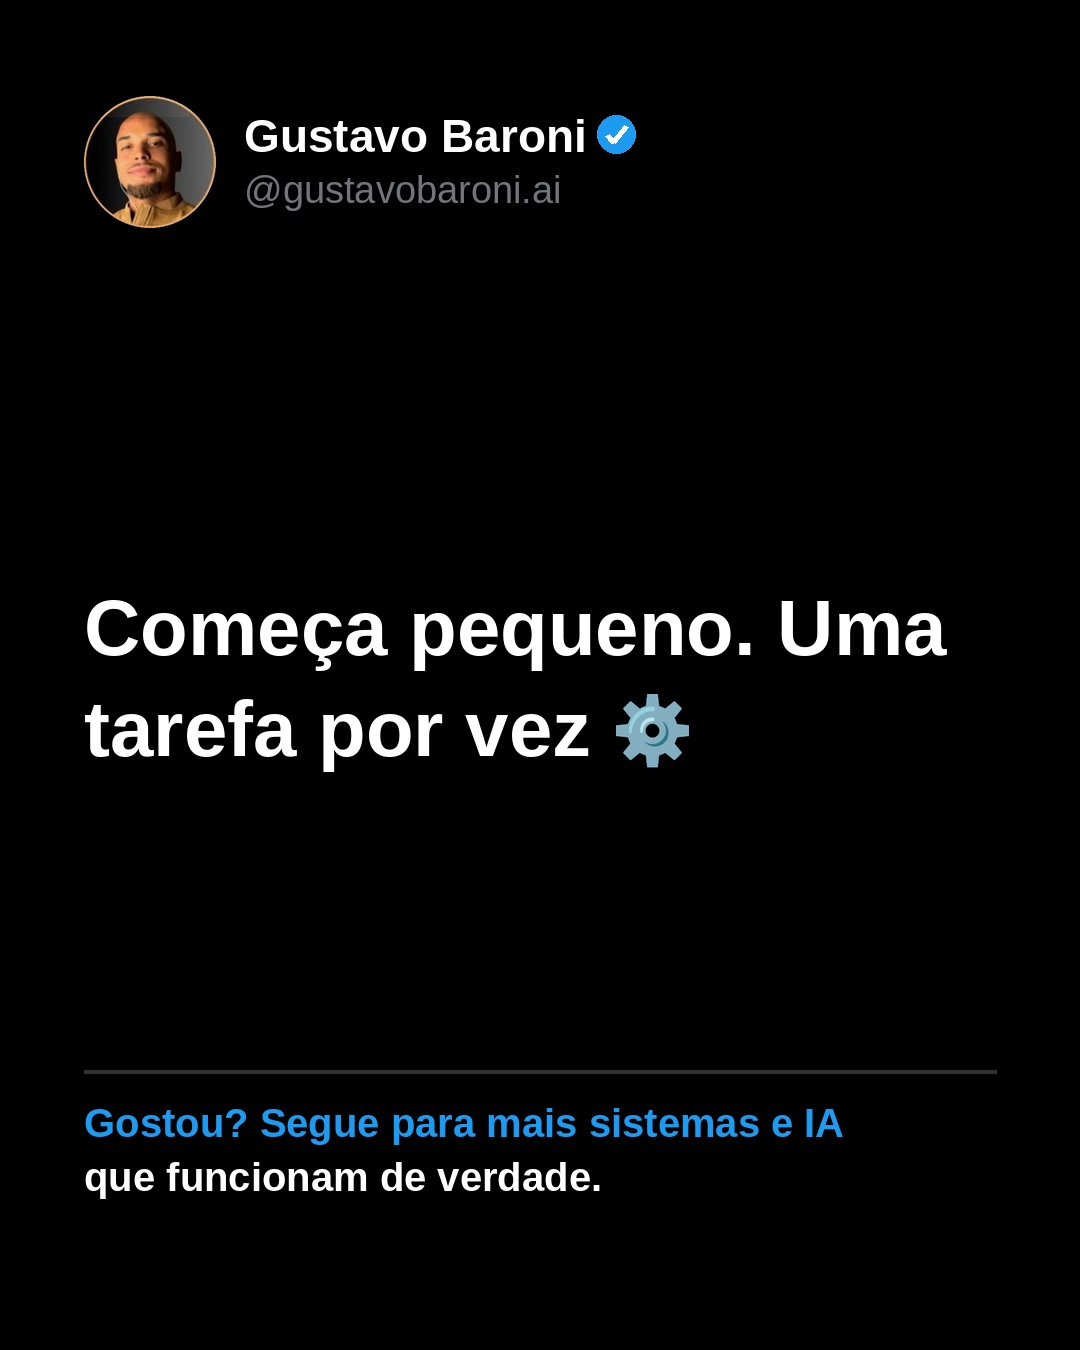 Gustavo Baroni
@gustavobaroni.ai
Começa pequeno. Uma
tarefa por vez ⚙️
Gostou? Segue para mais sistemas e IA
que funcionam de verdade.